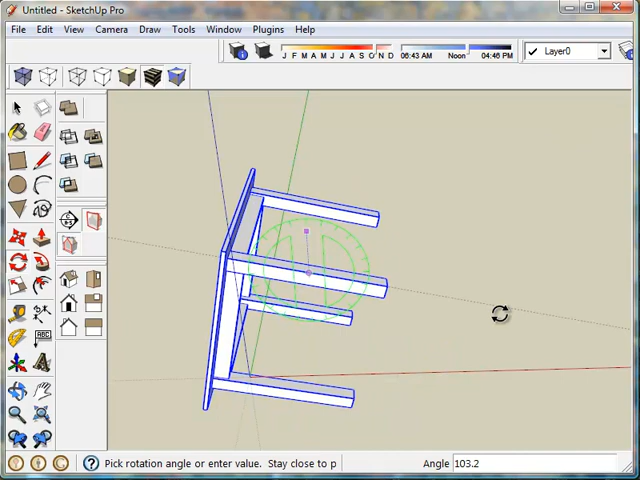 Untitled - SketchUp Pro
File Edit View Camera Draw Tools Window Plugins Help
J F M A M J J A S O N D 06:43 AM Noon 04:46 PM Layer0
ABC
Pick rotation angle or enter value. Stay close to p Angle 103.2